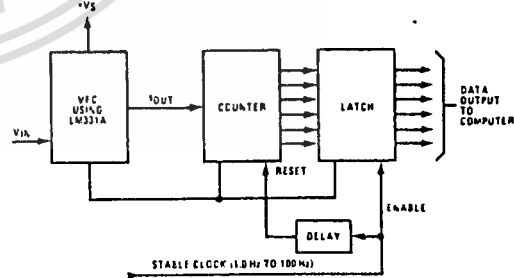 +VS
VFC
USING
LM331A
fOUT
COUNTER
LATCH
DATA
OUTPUT
TO
COMPUTER
VIN
RESET
ENABLE
DELAY
STABLE CLOCK (1.0 Hz TO 100 Hz)